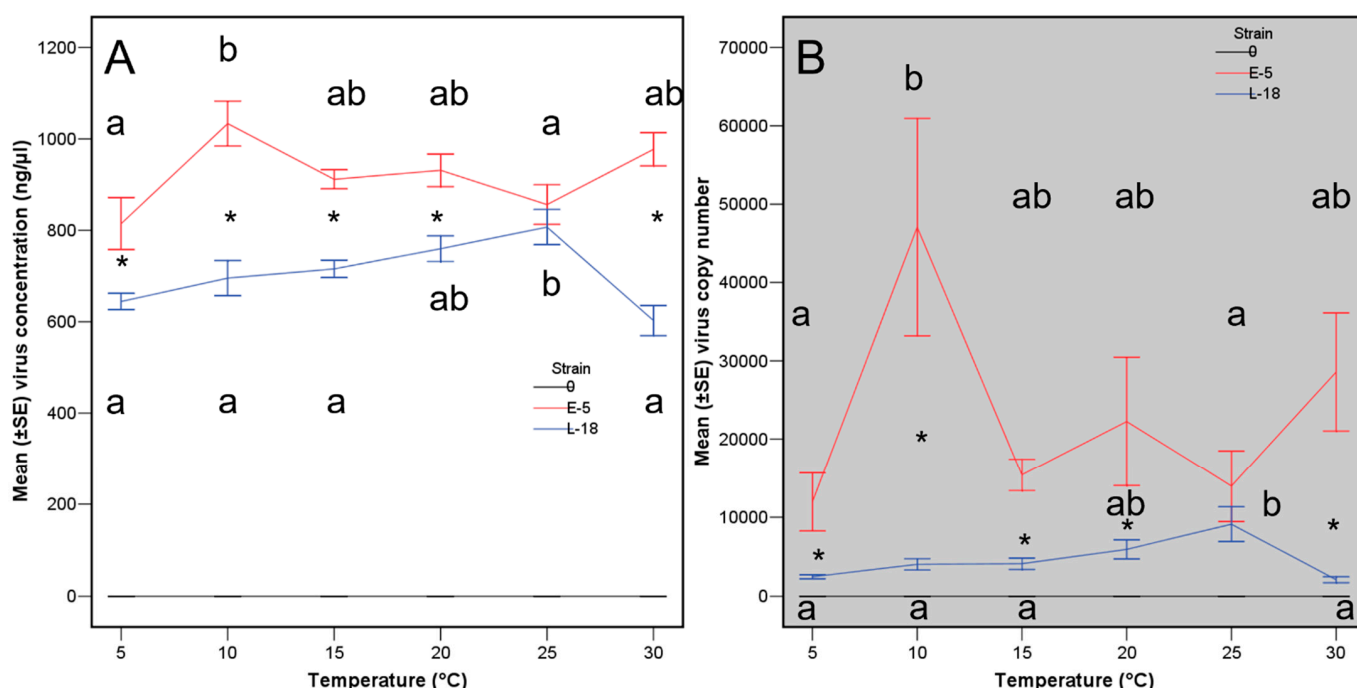 A
Mean (±SE) virus concentration (ng/µl)
1200
1000
800
600
400
200
0
b
a
ab
ab
a
ab
*
*
*
*
*
ab
b
a
a
a
a
Strain
0
E-5
L-18
5
10
15
20
25
30
Temperature (°C)
B
Mean (±SE) virus copy number
70000
60000
50000
40000
30000
20000
10000
0
Strain
0
E-5
L-18
b
ab
ab
ab
a
a
*
ab
b
*
*
*
*
a
a
a
a
5
10
15
20
25
30
Temperature (°C)